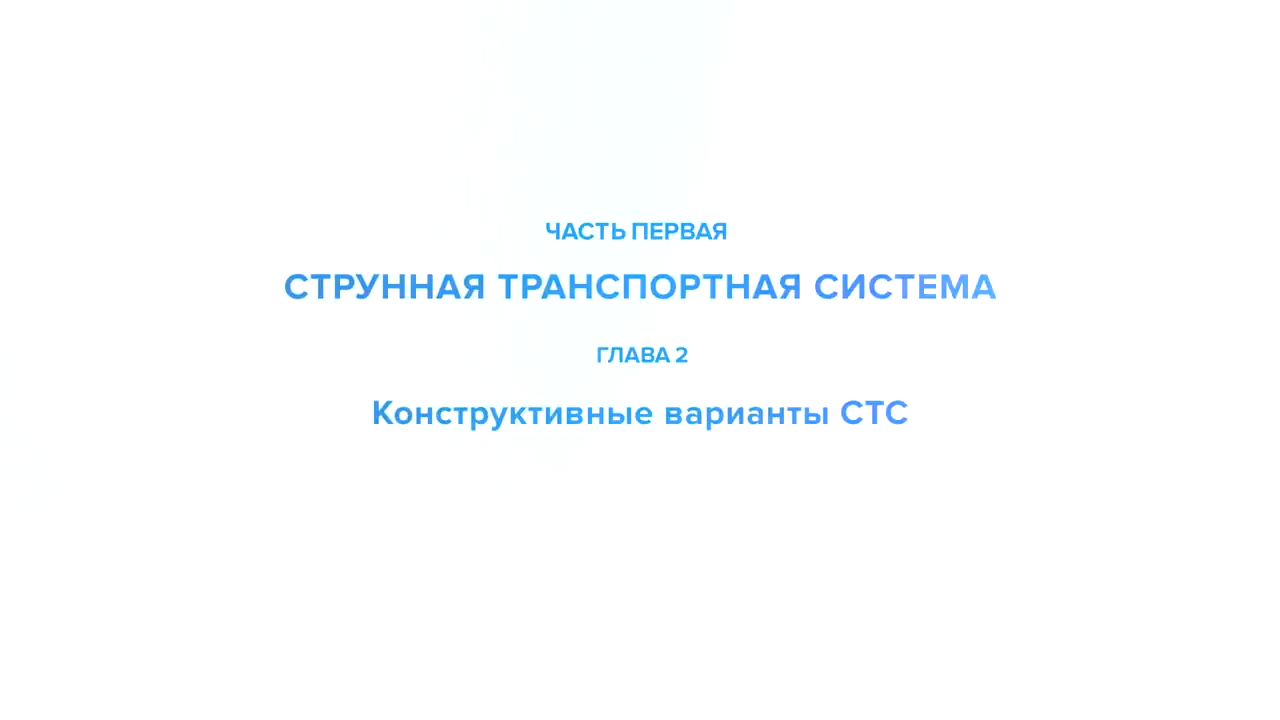 ЧАСТЬ ПЕРВАЯ
СТРУННАЯ ТРАНСПОРТНАЯ СИСТЕМА
ГЛАВА 2
Конструктивные варианты СТС